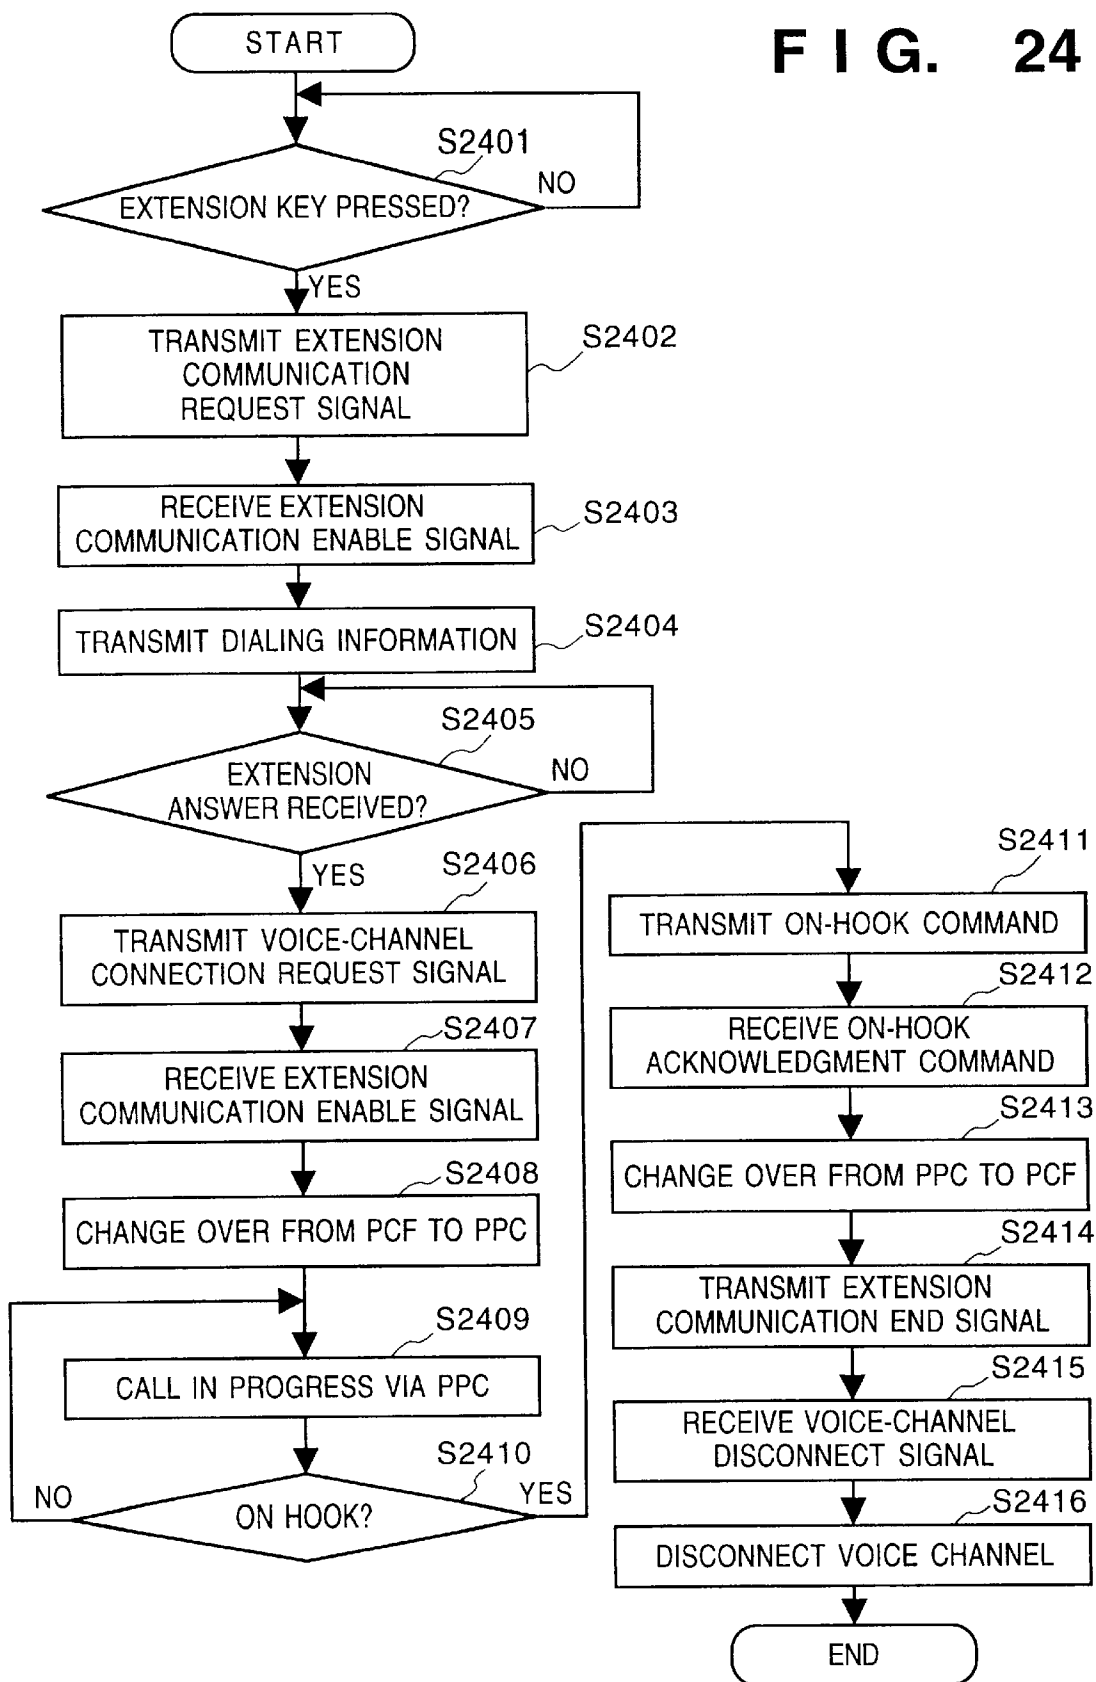 FIG. 24
START
S2401
EXTENSION KEY PRESSED?
NO
YES
TRANSMIT EXTENSION
COMMUNICATION
REQUEST SIGNAL
S2402
RECEIVE EXTENSION
COMMUNICATION ENABLE SIGNAL
S2403
TRANSMIT DIALING INFORMATION
S2404
S2405
EXTENSION
ANSWER RECEIVED?
NO
YES
S2406
TRANSMIT VOICE-CHANNEL
CONNECTION REQUEST SIGNAL
S2407
RECEIVE EXTENSION
COMMUNICATION ENABLE SIGNAL
S2408
CHANGE OVER FROM PCF TO PPC
S2409
CALL IN PROGRESS VIA PPC
S2410
ON HOOK?
NO
YES
S2411
TRANSMIT ON-HOOK COMMAND
S2412
RECEIVE ON-HOOK
ACKNOWLEDGMENT COMMAND
S2413
CHANGE OVER FROM PPC TO PCF
S2414
TRANSMIT EXTENSION
COMMUNICATION END SIGNAL
S2415
RECEIVE VOICE-CHANNEL
DISCONNECT SIGNAL
S2416
DISCONNECT VOICE CHANNEL
END